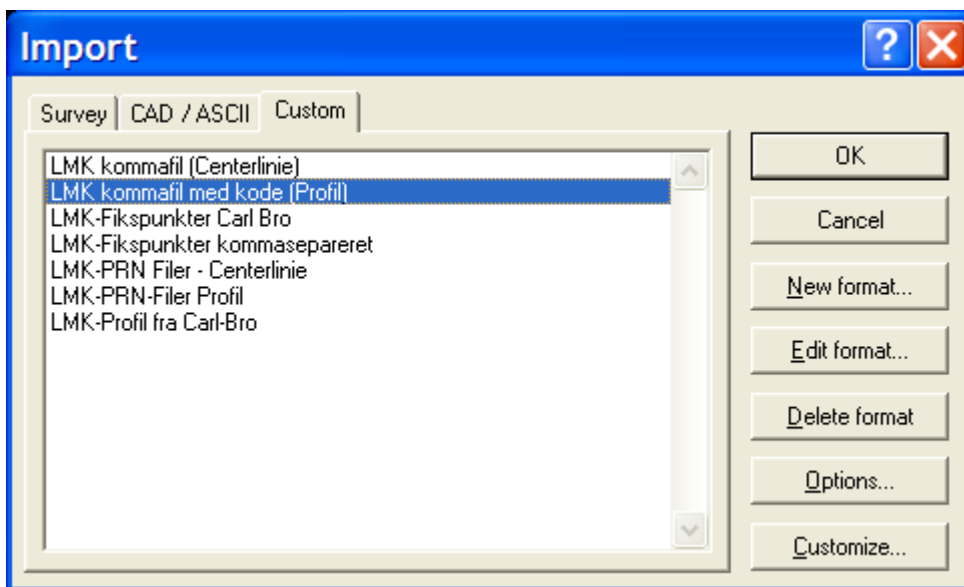 Import
Survey
CAD / ASCII
Custom
LMK kommafil (Centerlinie)
LMK kommafil med kode (Profil)
LMK-Fikspunkter Carl Bro
LMK-Fikspunkter kommasepareret
LMK-PRN Filer - Centerlinie
LMK-PRN-Filer Profil
LMK-Profil fra Carl-Bro
OK
Cancel
New format...
Edit format...
Delete format
Options...
Customize...